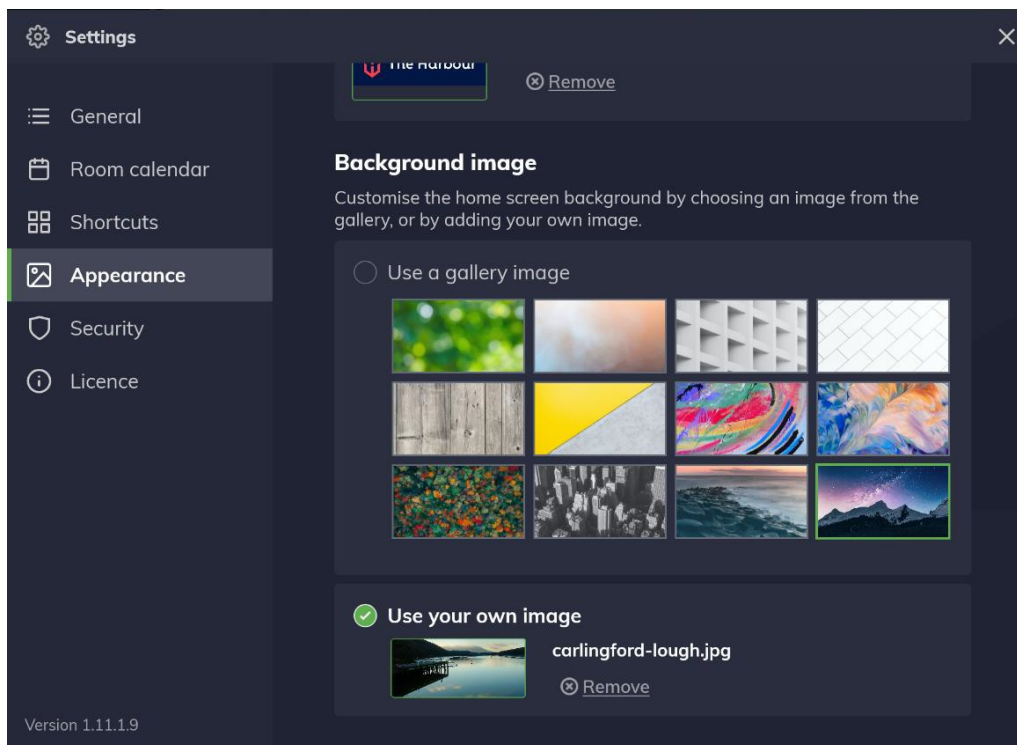 Settings
The Harbour
Remove
General
Room calendar
Shortcuts
Appearance
Security
Licence
Version 1.11.1.9
Background image
Customise the home screen background by choosing an image from the
gallery, or by adding your own image.
Use a gallery image
Use your own image
carlingford-lough.jpg
Remove